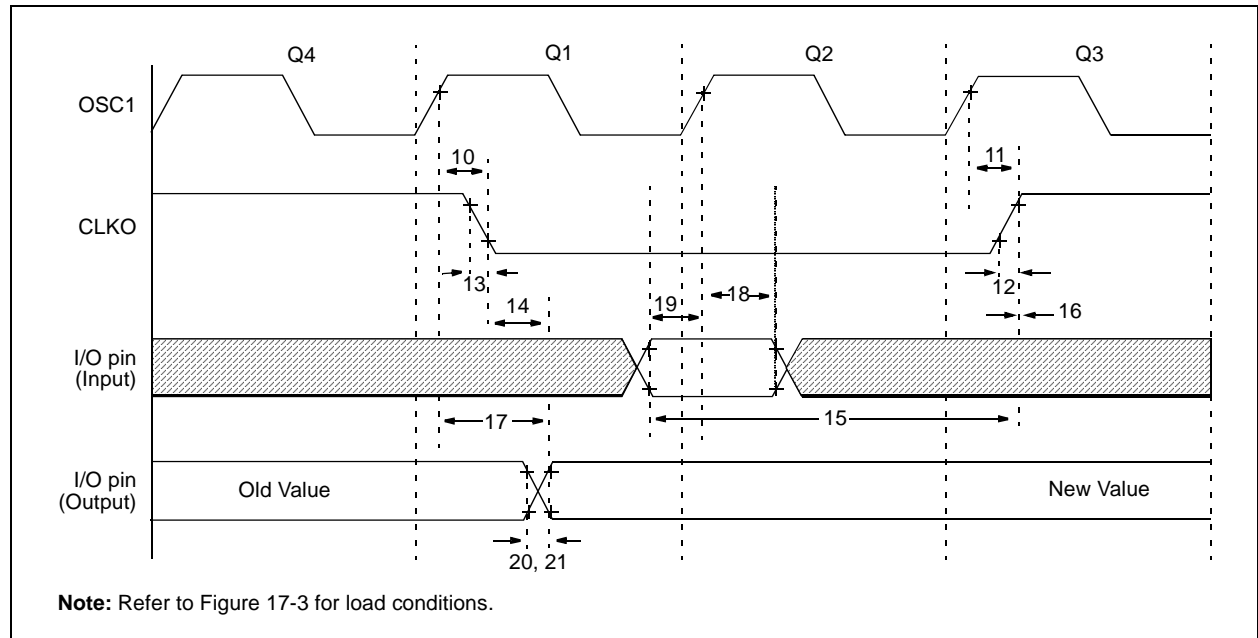 Q4 Q1 Q2 Q3
OSC1
10 11
CLKO
13 12
14 19 18 16
I/O pin
(Input)
17 15
I/O pin
(Output)
Old Value New Value
20, 21
Note: Refer to Figure 17-3 for load conditions.